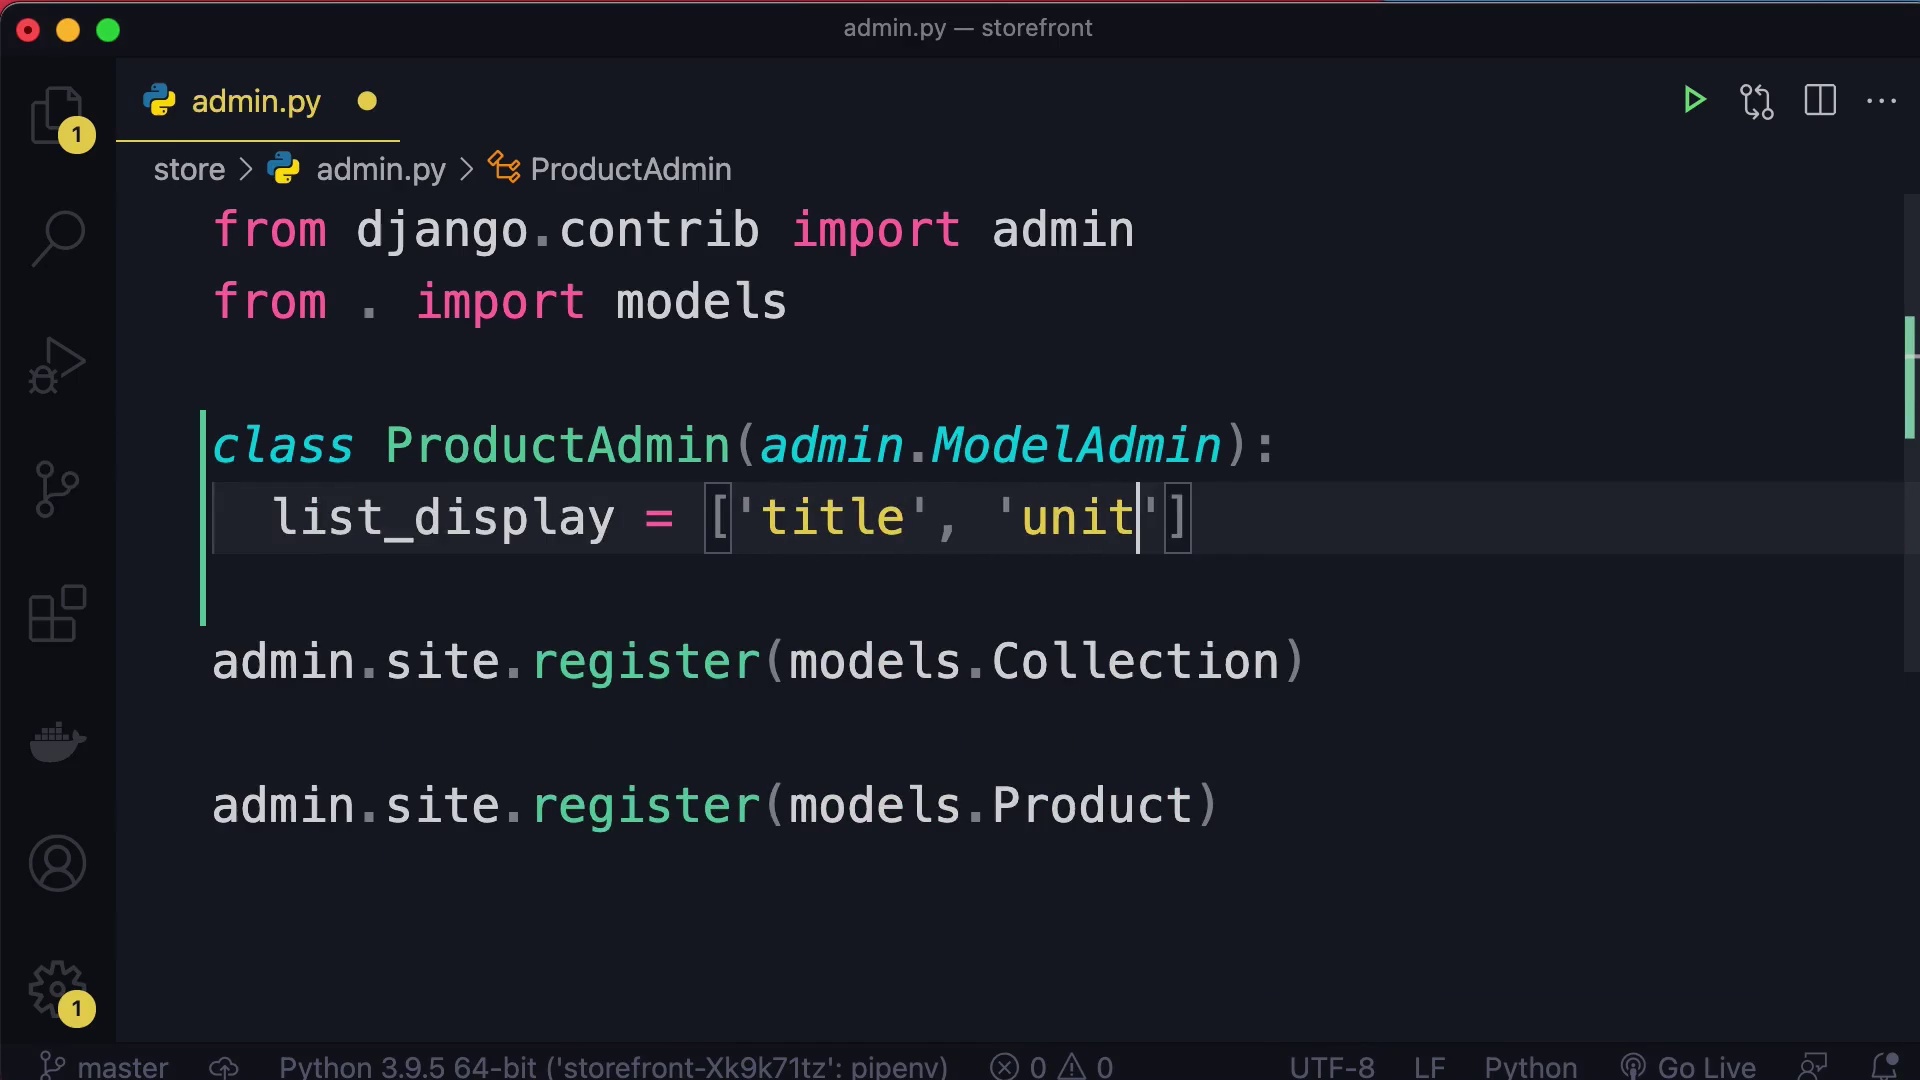 admin.py — storefront
admin.py
store > admin.py > ProductAdmin
from django.contrib import admin
from . import models
class ProductAdmin(admin.ModelAdmin):
list_display = ['title', 'unit']
admin.site.register(models.Collection)
admin.site.register(models.Product)
1
1
master Python 3.9.5 64-bit ('storefront-Xk9k71tz': pipenv) 0 0 UTF-8 LF Python Go Live